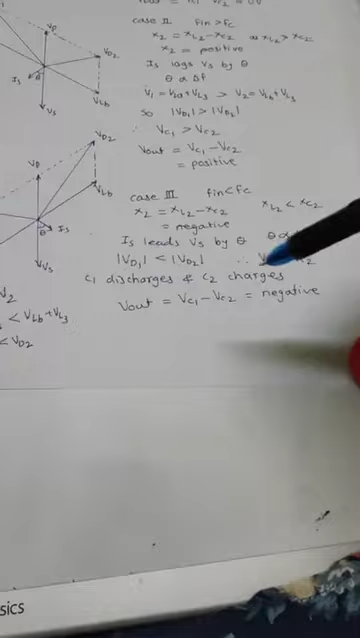 case II fin > fc
X2 = XL2 - XC2 as XL2 > XC2
X2 = positive
Is lags Vs by θ
θ ∝ Δf
V1 = VLa + VL3 > V2 = VLb + VL3
So |VD1| > |VD2|
∴ VC1 > VC2
Vout = VC1 - VC2
= positive
case III fin < fc
X2 = XL2 - XC2 XL2 < XC2
= negative
Is leads Vs by θ
|VD1| < |VD2| ∴
C1 discharges & C2 charges
Vout = VC1 - VC2 = negative
VP
VD2
Is θ
VLb
VS
VD2
VP
VLb
θ Is
VS
V2
< VLb + VL3
< VD2
sics